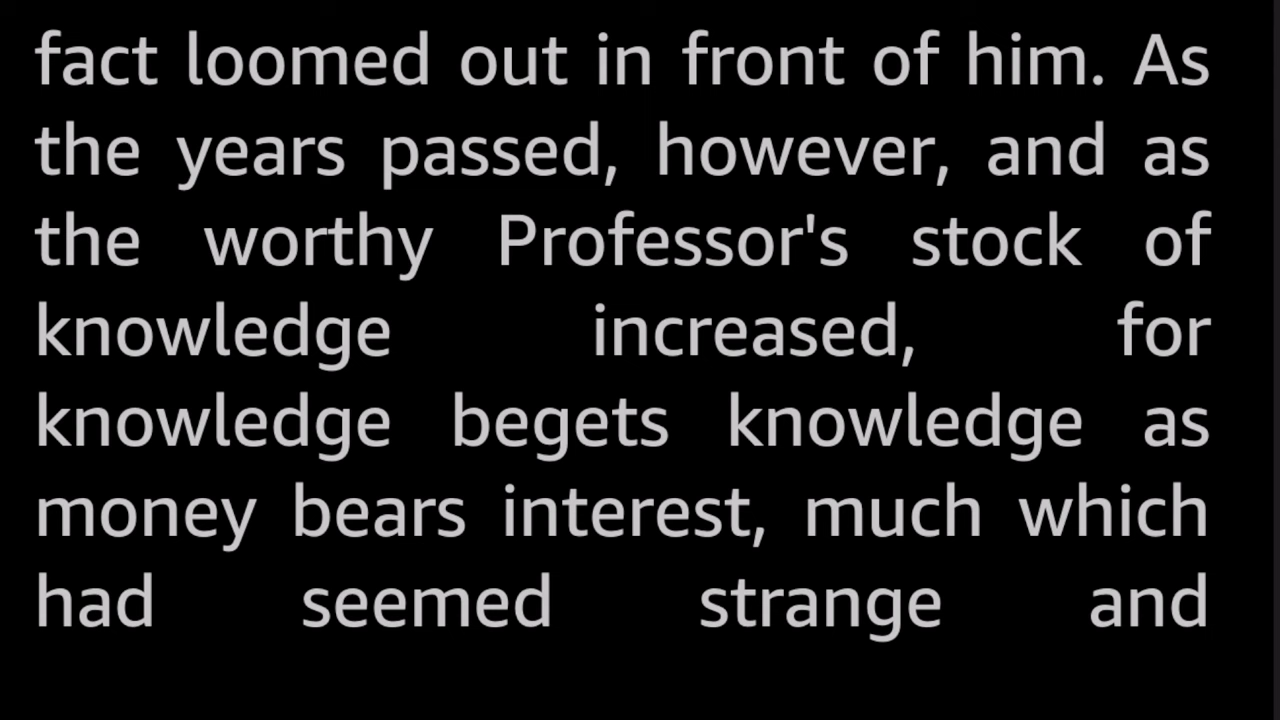 fact loomed out in front of him. As
the years passed, however, and as
the worthy Professor's stock of
knowledge increased, for
knowledge begets knowledge as
money bears interest, much which
had seemed strange and